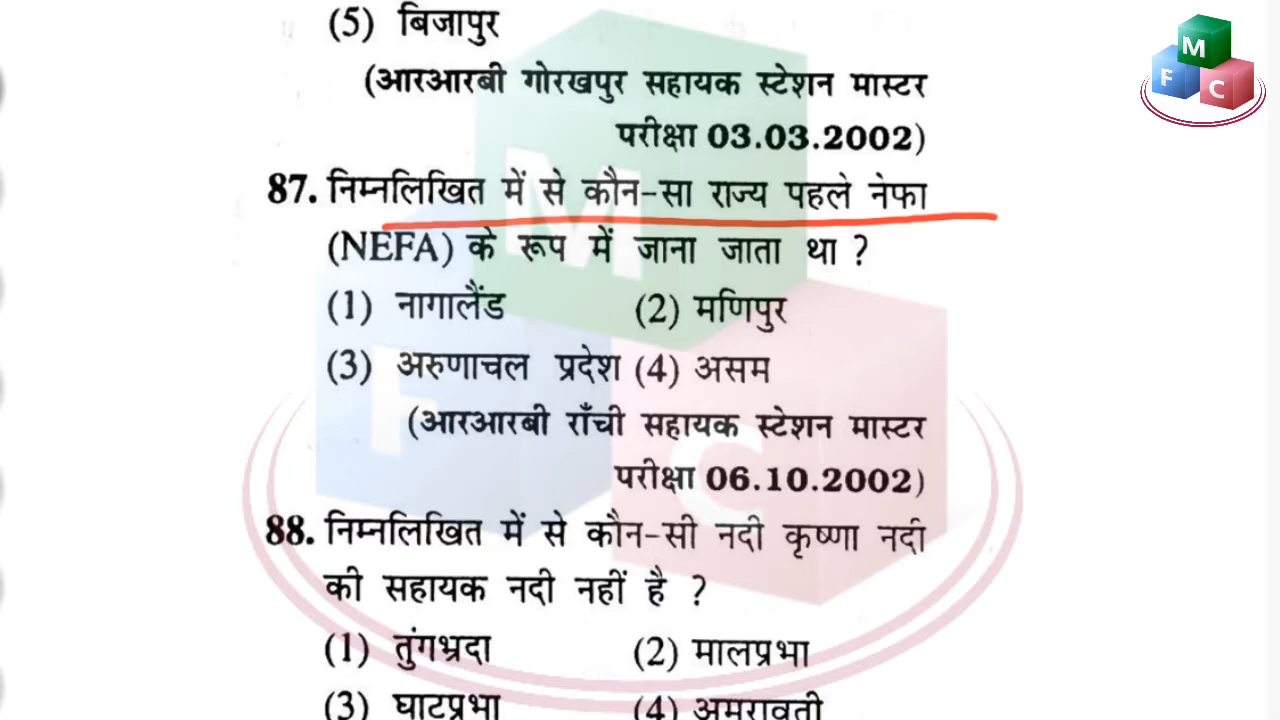 (5) बिजापुर
(आरआरबी गोरखपुर सहायक स्टेशन मास्टर
परीक्षा 03.03.2002)
87. निम्नलिखित में से कौन-सा राज्य पहले नेफा
(NEFA) के रूप में जाना जाता था ?
(1) नागालैंड (2) मणिपुर
(3) अरुणाचल प्रदेश (4) असम
(आरआरबी राँची सहायक स्टेशन मास्टर
परीक्षा 06.10.2002)
88. निम्नलिखित में से कौन-सी नदी कृष्णा नदी
की सहायक नदी नहीं है ?
(1) तुंगभ्रदा (2) मालप्रभा
(3) घाटप्रभा (4) अमरावती
M
F C
M
F C